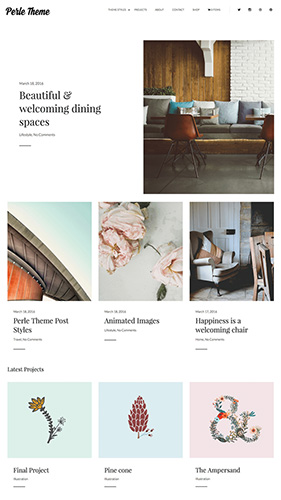 Perle Theme
THEME STYLES PROJECTS ABOUT CONTACT SHOP
March 18, 2016
Beautiful &
welcoming dining
spaces
Lifestyle, No Comments
March 18, 2016
Perle Theme Post
Styles
Travel, No Comments
March 18, 2016
Animated Images
Lifestyle, No Comments
March 17, 2016
Happiness is a
welcoming chair
Home, No Comments
Latest Projects
Final Project
Illustration
Pine cone
Illustration
The Ampersand
Illustration